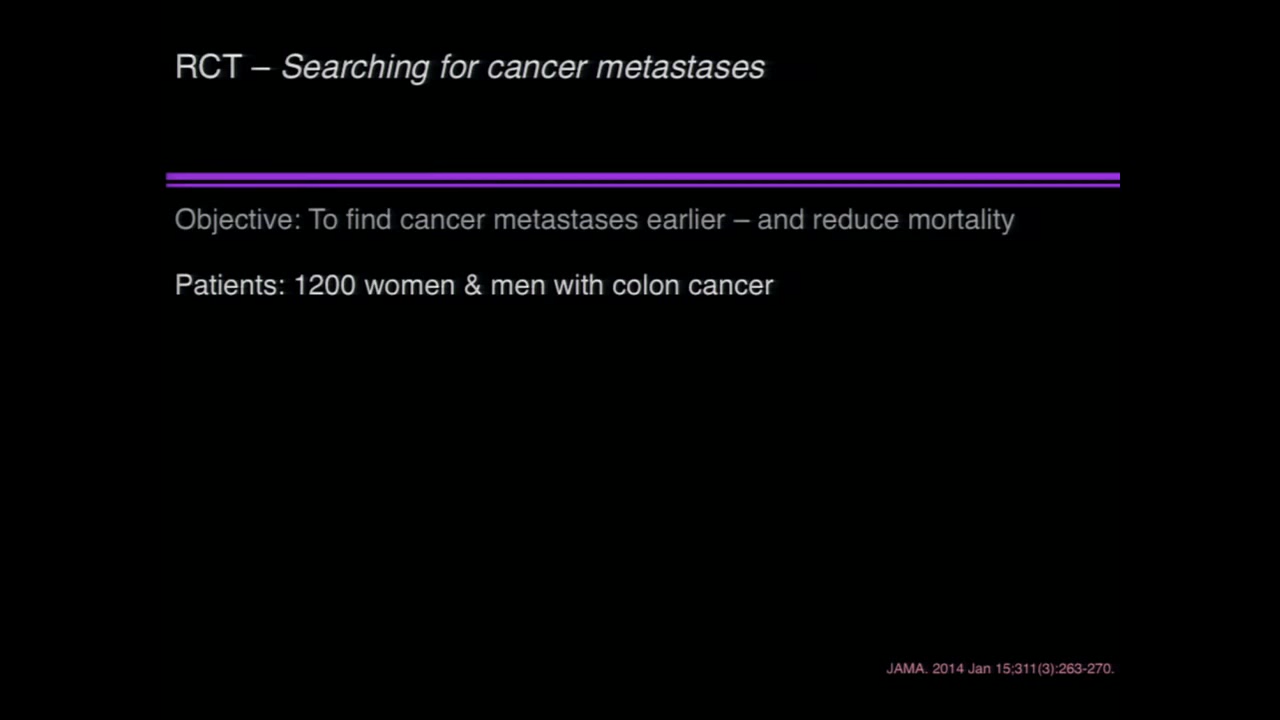 RCT – Searching for cancer metastases
Objective: To find cancer metastases earlier – and reduce mortality
Patients: 1200 women & men with colon cancer
JAMA. 2014 Jan 15;311(3):263-270.